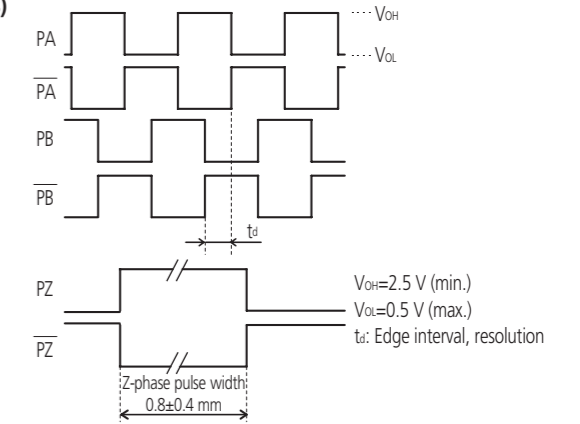 )
PA
VOH
VOL
PA
PB
PB
td
PZ
VOH=2.5 V (min.)
VOL=0.5 V (max.)
td: Edge interval, resolution
PZ
Z-phase pulse width
0.8±0.4 mm